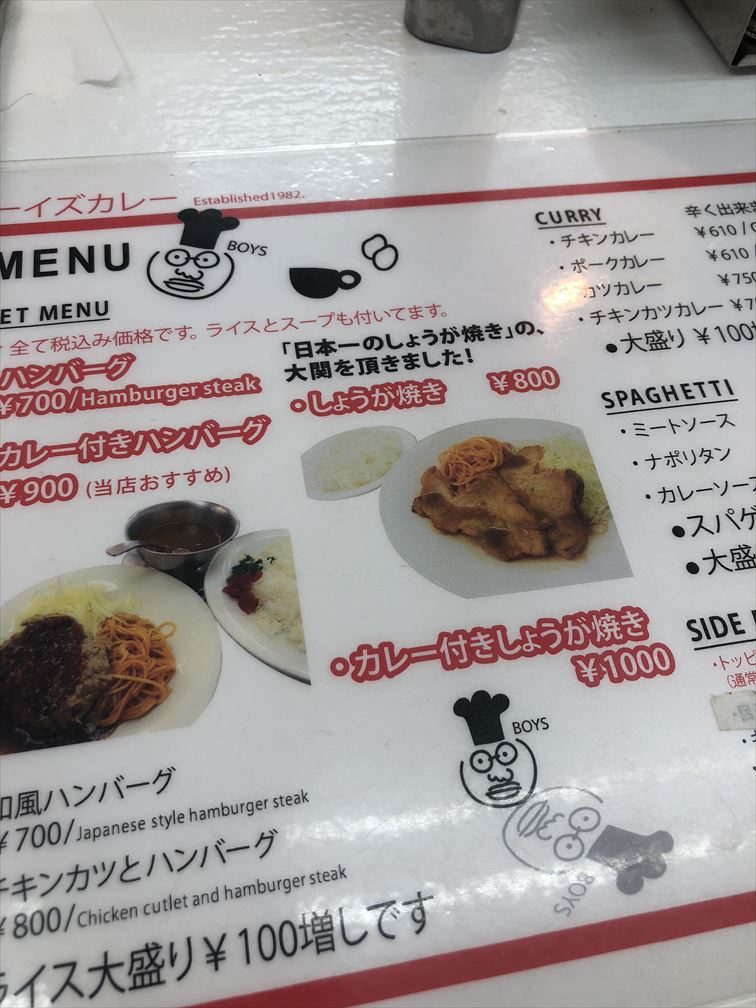 ーイズカレー Established1982.
MENU
BOYS
ET MENU
全て税込み価格です。ライスとスープも付いてます。
ハンバーグ
¥700/Hamburger steak
カレー付きハンバーグ
¥900 (当店おすすめ)
和風ハンバーグ
¥700/Japanese style hamburger steak
チキンカツとハンバーグ
¥800/Chicken cutlet and hamburger steak
ライス大盛り¥100増しです
「日本一のしょうが焼き」の、
大関を頂きました!
・しょうが焼き ¥800
・カレー付きしょうが焼き
¥1000
BOYS
BOYS
CURRY 辛く出来
・チキンカレー ¥610/
・ポークカレー ¥610/
カツカレー ¥750
・チキンカツカレー
●大盛り ¥100
SPAGHETTI
・ミートソース
・ナポリタン
・カレーソース
●スパゲ
●大盛
SIDE
・トッピ
(通常